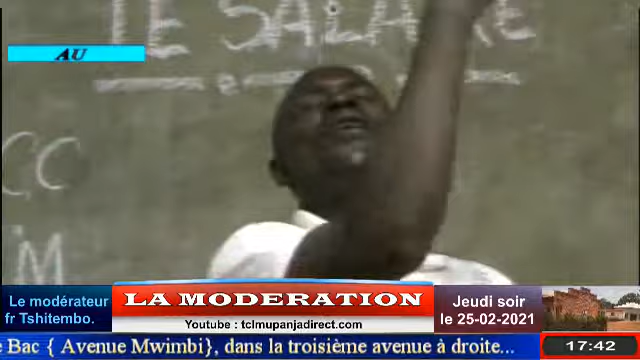 LE SALAIRE
AU
CC
M
Le modérateur
fr Tshitembo.
LA MODERATION
Youtube : tclmupanjadirect.com
Jeudi soir
le 25-02-2021
e Bac { Avenue Mwimbi}, dans la troisième avenue à droite...
17:42